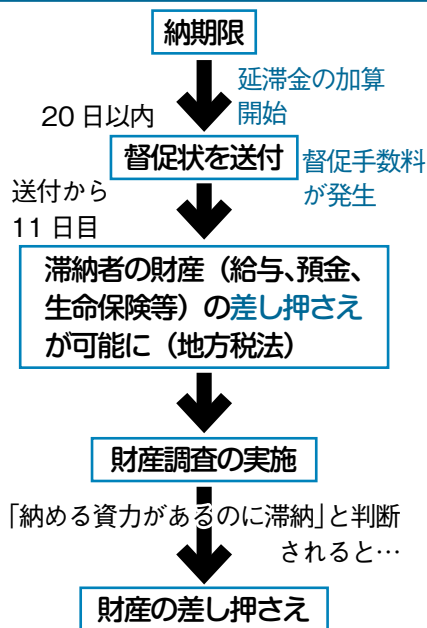 納期限
延滞金の加算
開始
20 日以内
督促状を送付
督促手数料
が発生
送付から
11 日目
滞納者の財産（給与、預金、
生命保険等）の差し押さえ
が可能に（地方税法）
財産調査の実施
「納める資力があるのに滞納」と判断
されると…
財産の差し押さえ